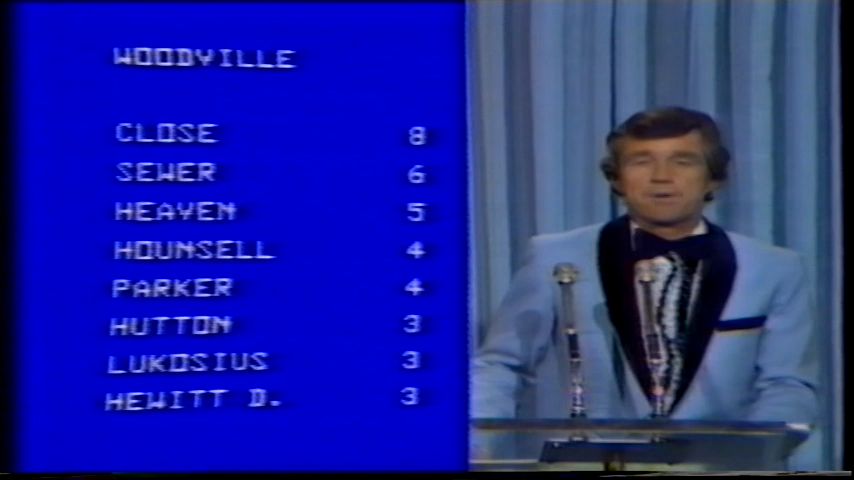 WOODVILLE
CLOSE 8
SEWER 6
HEAVEN 5
HOUNSELL 4
PARKER 4
HUTTON 3
LUKOSIUS 3
HEWITT D. 3